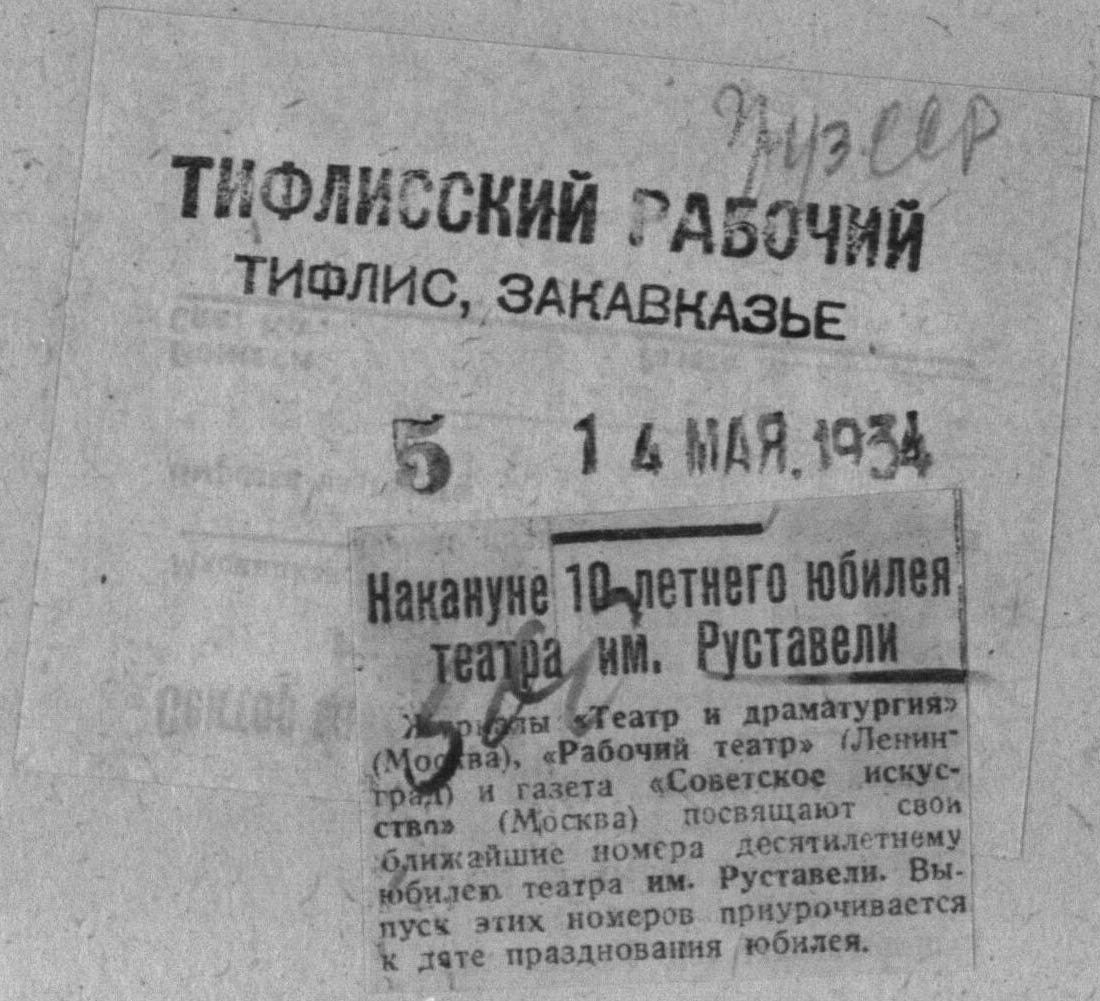 ТИФЛИССКИЙ РАБОЧИЙ
ТИФЛИС, ЗАКАВКАЗЬЕ
5 14 МАЯ. 1934
Накануне 10-летнего юбилея
театра им. Руставели
Журналы «Театр и драматургия»
(Москва), «Рабочий театр» (Ленин-
град) и газета «Советское искус-
ство» (Москва) посвящают свои
ближайшие номера десятилетнему
юбилею театра им. Руставели. Вы-
пуск этих номеров приурочивается
к дате празднования юбилея.